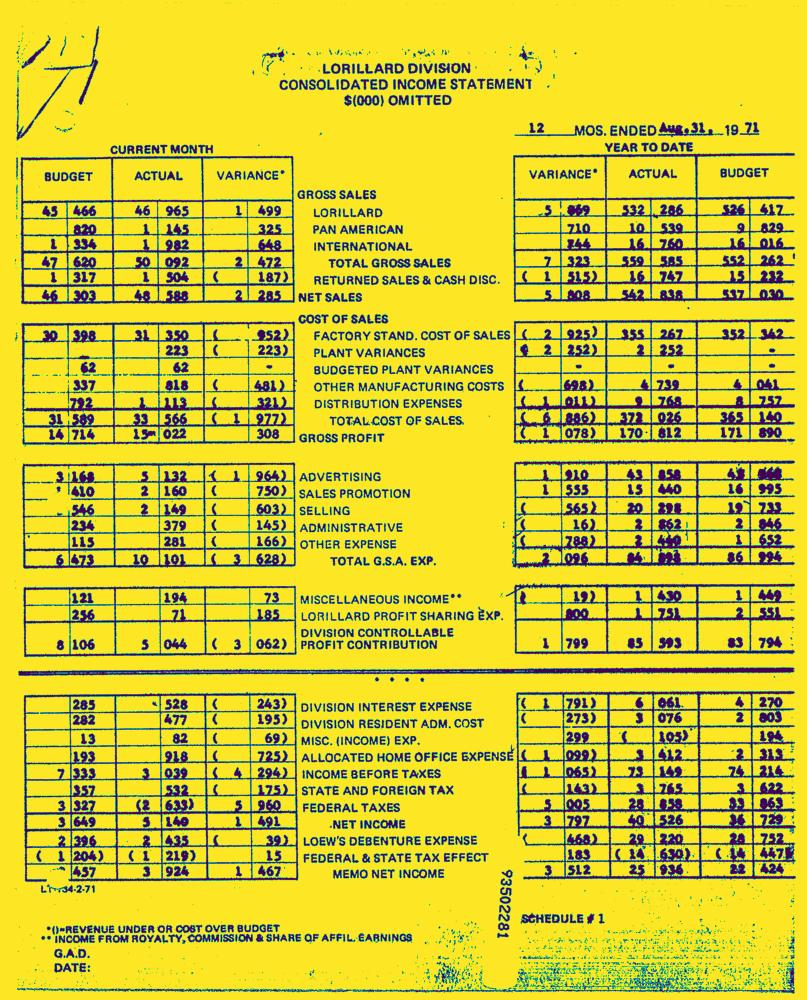 LORILLARD DIVISION
CONSOLIDATED INCOME STATEMENT
$(000) OMITTED
12 MOS. ENDED Aug. 31, 19 71
CURRENT MONTH YEAR TO DATE
BUDGET ACTUAL VARIANCE* VARIANCE* ACTUAL BUDGET
GROSS SALES
45 466 46 965 1 499 LORILLARD 5 869 532 286 526 417
820 1 145 325 PAN AMERICAN 710 10 539 9 829
1 334 1 982 648 INTERNATIONAL 744 16 760 16 016
47 620 50 092 2 472 TOTAL GROSS SALES 7 323 559 585 552 262
1 317 1 504 ( 187) RETURNED SALES & CASH DISC. ( 1 515) 16 747 15 232
46 303 48 588 2 285 NET SALES 5 808 542 838 537 030
COST OF SALES
30 398 31 350 ( 952) FACTORY STAND. COST OF SALES ( 2 925) 355 267 352 342
- 223 ( 223) PLANT VARIANCES ( 2 252) 2 252 -
62 62 - BUDGETED PLANT VARIANCES - - -
337 818 ( 481) OTHER MANUFACTURING COSTS ( 698) 4 739 4 041
792 1 113 ( 321) DISTRIBUTION EXPENSES ( 1 011) 9 768 8 757
31 589 33 566 ( 1 977) TOTAL COST OF SALES ( 6 886) 372 026 365 140
14 714 15 022 308 GROSS PROFIT ( 1 078) 170 812 171 890
3 168 5 132 ( 1 964) ADVERTISING 1 910 43 858
410 2 160 ( 750) SALES PROMOTION 1 555 15 440 16 995
546 2 149 ( 603) SELLING ( 565) 20 298 19 733
234 379 ( 145) ADMINISTRATIVE ( 16) 2 862 2 846
115 281 ( 166) OTHER EXPENSE ( 788) 2 440 1 652
6 473 10 101 ( 3 628) TOTAL G.S.A. EXP. 2 096 84 898 86 994
121 194 73 MISCELLANEOUS INCOME** ( 19) 1 430 1 449
256 71 185 LORILLARD PROFIT SHARING EXP. 800 1 751 2 551
DIVISION CONTROLLABLE
8 106 5 044 ( 3 062) PROFIT CONTRIBUTION 1 799 85 593 83 794
* * * *
285 528 ( 243) DIVISION INTEREST EXPENSE ( 1 791) 6 061 4 270
282 477 ( 195) DIVISION RESIDENT ADM. COST ( 273) 3 076 2 803
13 82 ( 69) MISC. (INCOME) EXP. 299 ( 105) 194
193 918 ( 725) ALLOCATED HOME OFFICE EXPENSE ( 1 099) 3 412 2 313
7 333 3 039 ( 4 294) INCOME BEFORE TAXES ( 1 065) 73 149 74 214
357 532 ( 175) STATE AND FOREIGN TAX ( 143) 3 765 3 622
3 327 (2 633) 5 960 FEDERAL TAXES 5 005 28 858 33 863
3 649 5 140 1 491 NET INCOME 3 797 40 526 36 729
2 396 2 435 ( 39) LOEW'S DEBENTURE EXPENSE ( 468) 29 220 28 752
( 1 204) ( 1 219) 15 FEDERAL & STATE TAX EFFECT 183 ( 14 630) ( 14 447)
457 3 924 1 467 MEMO NET INCOME 3 512 25 936 22 424
34-2-71
93502281
SCHEDULE # 1
*()=REVENUE UNDER OR COST OVER BUDGET
** INCOME FROM ROYALTY, COMMISSION & SHARE OF AFFIL. EARNINGS
G.A.D.
DATE: